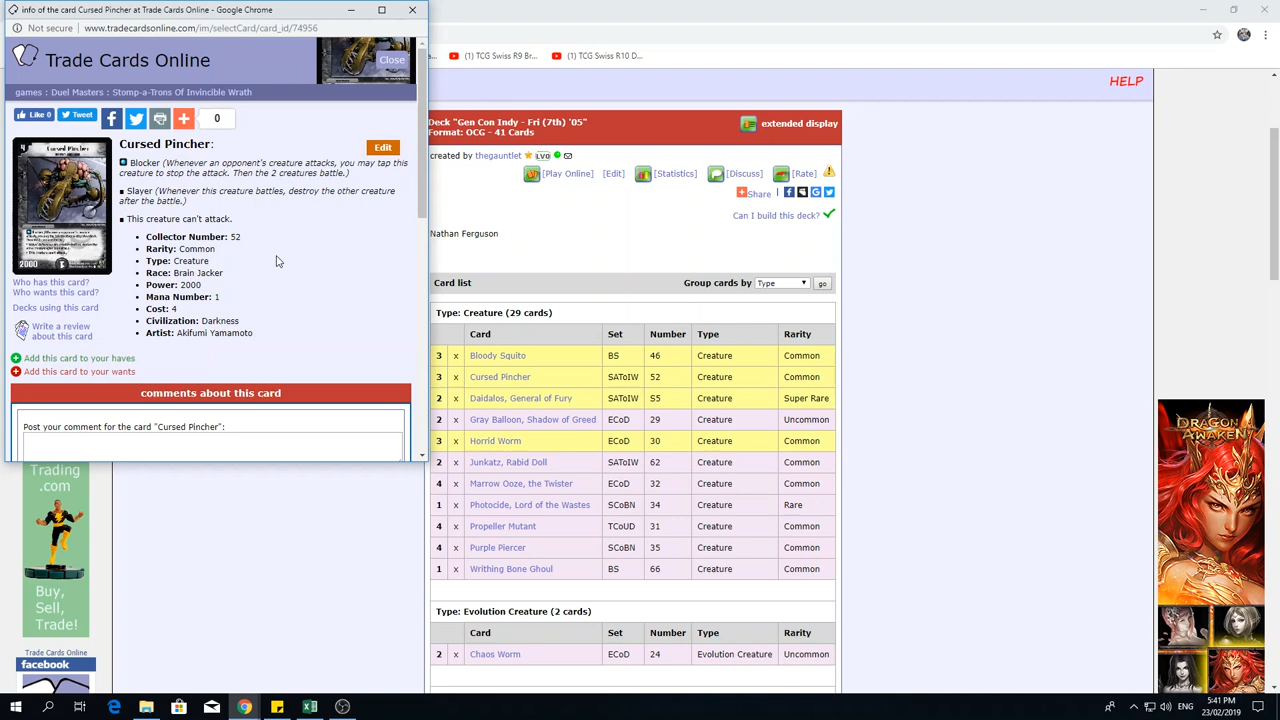 info of the card Cursed Pincher at Trade Cards Online - Google Chrome
Not secure | www.tradecardsonline.com/im/selectCard/card_id/74956
Trade Cards Online
Close
games : Duel Masters : Stomp-a-Trons Of Invincible Wrath
Like 0
Tweet
0
4 Cursed Pincher
2000
Cursed Pincher:
Edit
Blocker (Whenever an opponent's creature attacks, you may tap this
creature to stop the attack. Then the 2 creatures battle.)
Slayer (Whenever this creature battles, destroy the other creature
after the battle.)
This creature can't attack.
Collector Number: 52
Rarity: Common
Type: Creature
Race: Brain Jacker
Power: 2000
Mana Number: 1
Cost: 4
Civilization: Darkness
Artist: Akifumi Yamamoto
Who has this card?
Who wants this card?
Decks using this card
Write a review
about this card
Add this card to your haves
Add this card to your wants
comments about this card
Post your comment for the card "Cursed Pincher":
Trading
.com
Buy,
Sell,
Trade!
Trade Cards Online
facebook
(1) TCG Swiss R9 Br...
(1) TCG Swiss R10 D...
HELP
Deck "Gen Con Indy - Fri (7th) '05"
Format: OCG - 41 Cards
extended display
created by thegauntlet LV0
[Play Online] [Edit] [Statistics] [Discuss] [Rate]
Share |
Can I build this deck?
Nathan Ferguson
Card list
Group cards by Type go
Type: Creature (29 cards)
Card Set Number Type Rarity
3 x Bloody Squito BS 46 Creature Common
3 x Cursed Pincher SAToIW 52 Creature Common
2 x Daidalos, General of Fury SAToIW S5 Creature Super Rare
2 x Gray Balloon, Shadow of Greed ECoD 29 Creature Uncommon
3 x Horrid Worm ECoD 30 Creature Common
2 x Junkatz, Rabid Doll SAToIW 62 Creature Common
4 x Marrow Ooze, the Twister ECoD 32 Creature Common
1 x Photocide, Lord of the Wastes SCoBN 34 Creature Rare
4 x Propeller Mutant TCoUD 31 Creature Common
4 x Purple Piercer SCoBN 35 Creature Common
1 x Writhing Bone Ghoul BS 66 Creature Common
Type: Evolution Creature (2 cards)
Card Set Number Type Rarity
2 x Chaos Worm ECoD 24 Evolution Creature Uncommon
DRAGON
AWAKEN
ENG
5:41 PM
23/02/2019